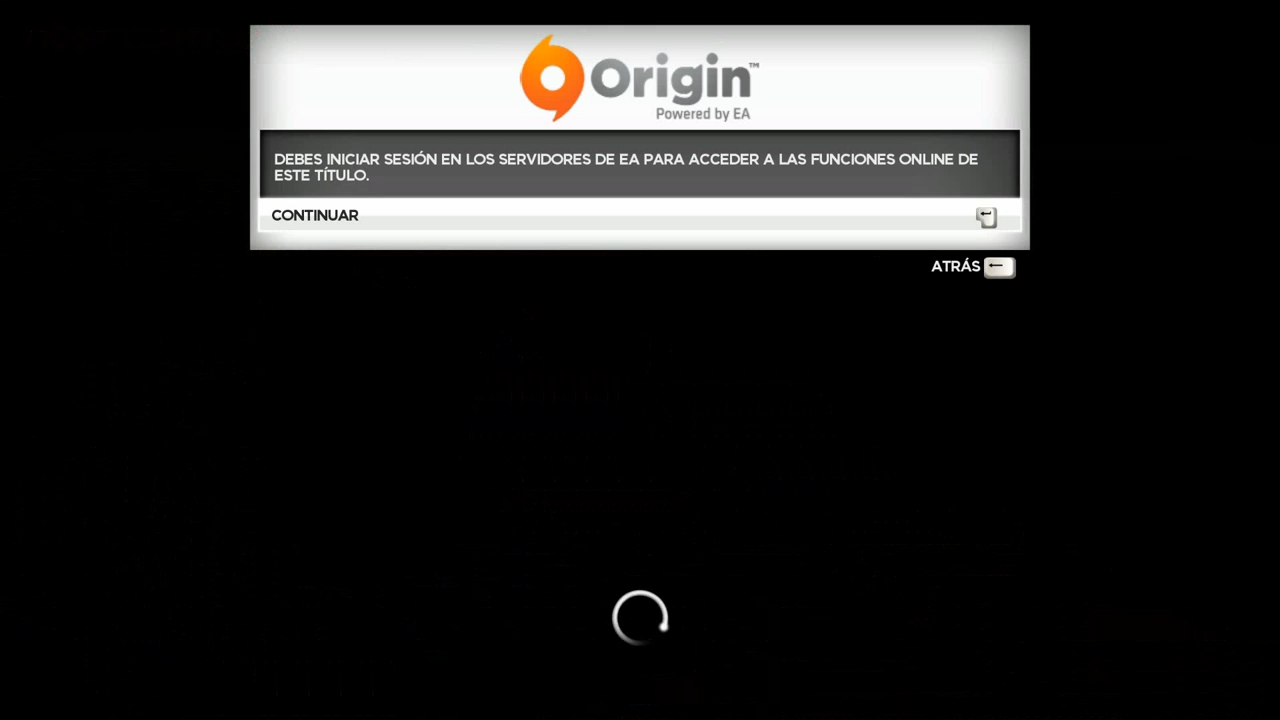 Origin™
Powered by EA
DEBES INICIAR SESIÓN EN LOS SERVIDORES DE EA PARA ACCEDER A LAS FUNCIONES ONLINE DE
ESTE TÍTULO.
CONTINUAR
ATRÁS